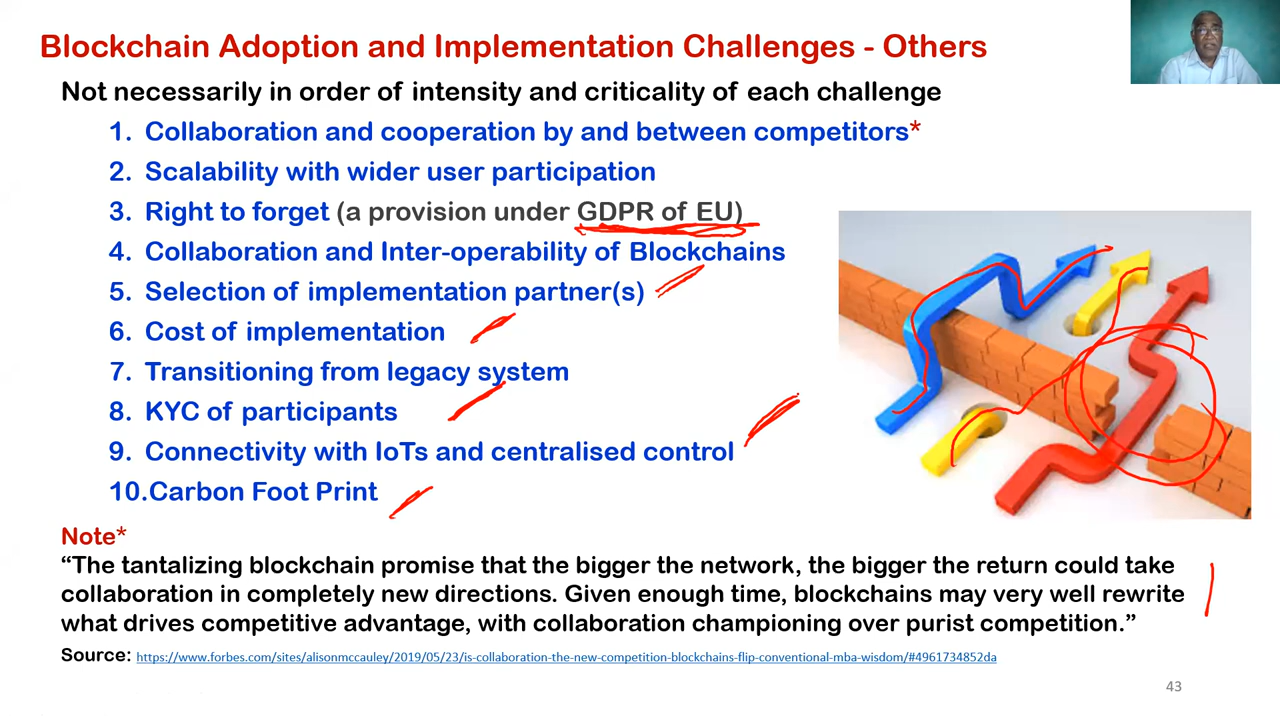 Blockchain Adoption and Implementation Challenges - Others
Not necessarily in order of intensity and criticality of each challenge
1. Collaboration and cooperation by and between competitors*
2. Scalability with wider user participation
3. Right to forget (a provision under GDPR of EU)
4. Collaboration and Inter-operability of Blockchains
5. Selection of implementation partner(s)
6. Cost of implementation
7. Transitioning from legacy system
8. KYC of participants
9. Connectivity with IoTs and centralised control
10.Carbon Foot Print
Note*
“The tantalizing blockchain promise that the bigger the network, the bigger the return could take
collaboration in completely new directions. Given enough time, blockchains may very well rewrite
what drives competitive advantage, with collaboration championing over purist competition.”
Source: https://www.forbes.com/sites/alisonmccauley/2019/05/23/is-collaboration-the-new-competition-blockchains-flip-conventional-mba-wisdom/#4961734852da
43